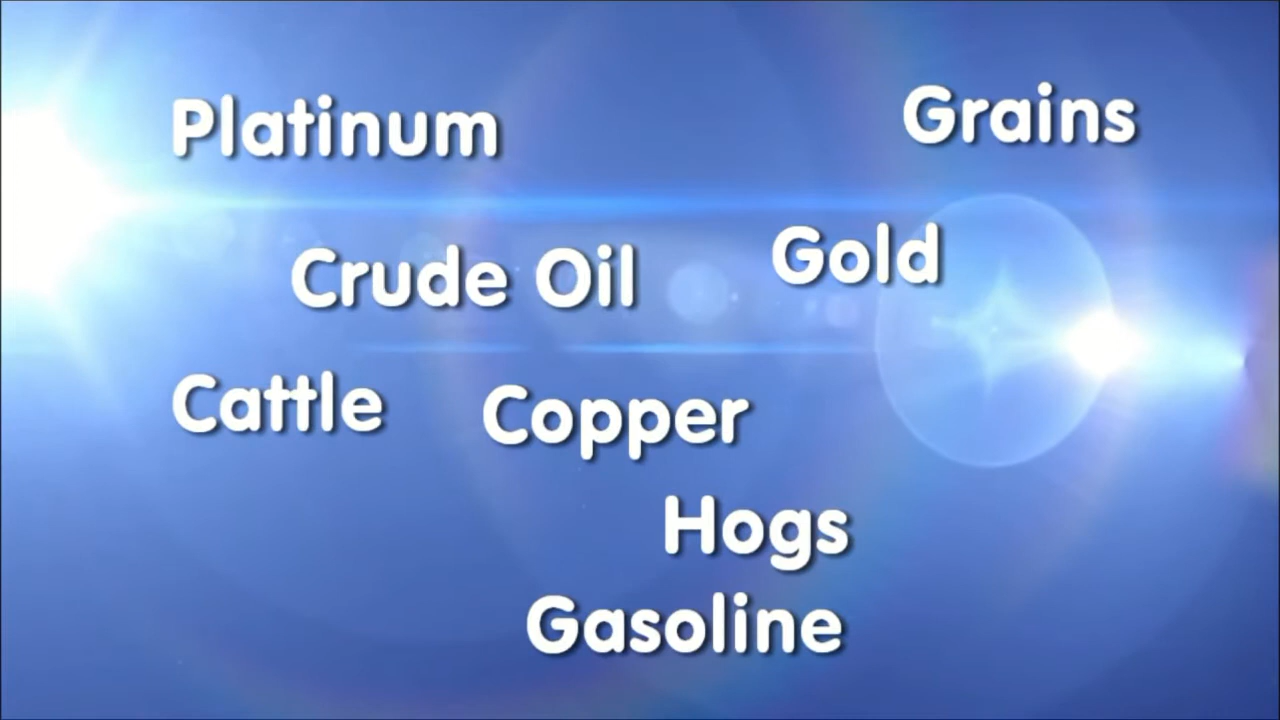 Platinum
Grains
Crude Oil
Gold
Cattle
Copper
Hogs
Gasoline